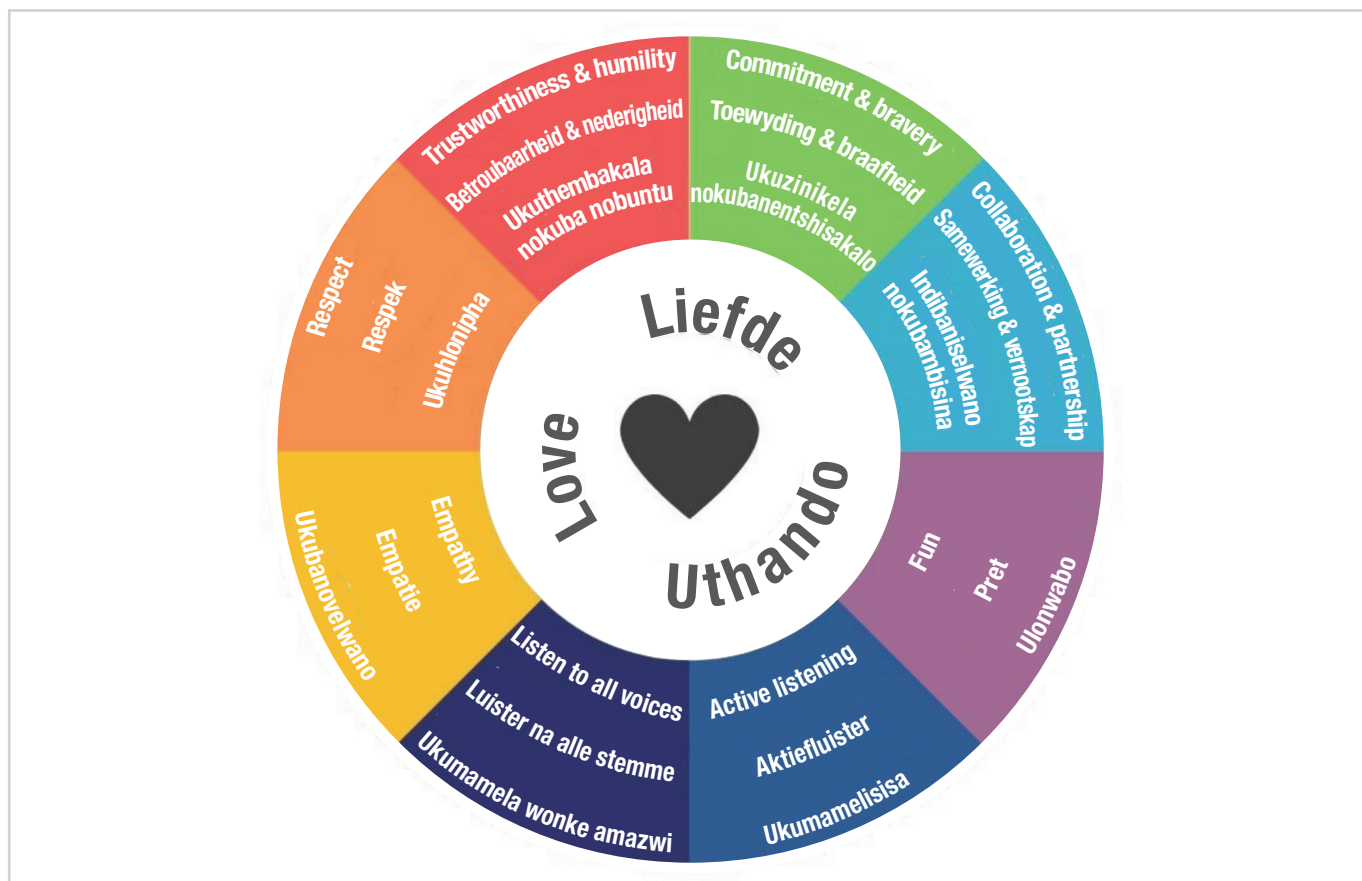 Trustworthiness & humility
Betroubaarheid & nederigheid
Ukuthembakala
nokuba nobuntu
Commitment & bravery
Toewyding & braafheid
Ukuzinikela
nokubanentshisakalo
Collaboration & partnership
Samewerking & vernootskap
Indibaniselwano
nokubambisina
Fun
Pret
Ulonwabo
Active listening
Aktiefluister
Ukumamelisisa
Listen to all voices
Luister na alle stemme
Ukumamela wonke amazwi
Empathy
Empatie
Ukubanovelwano
Respect
Respek
Ukuhlonipha
Liefde
Love
Uthando